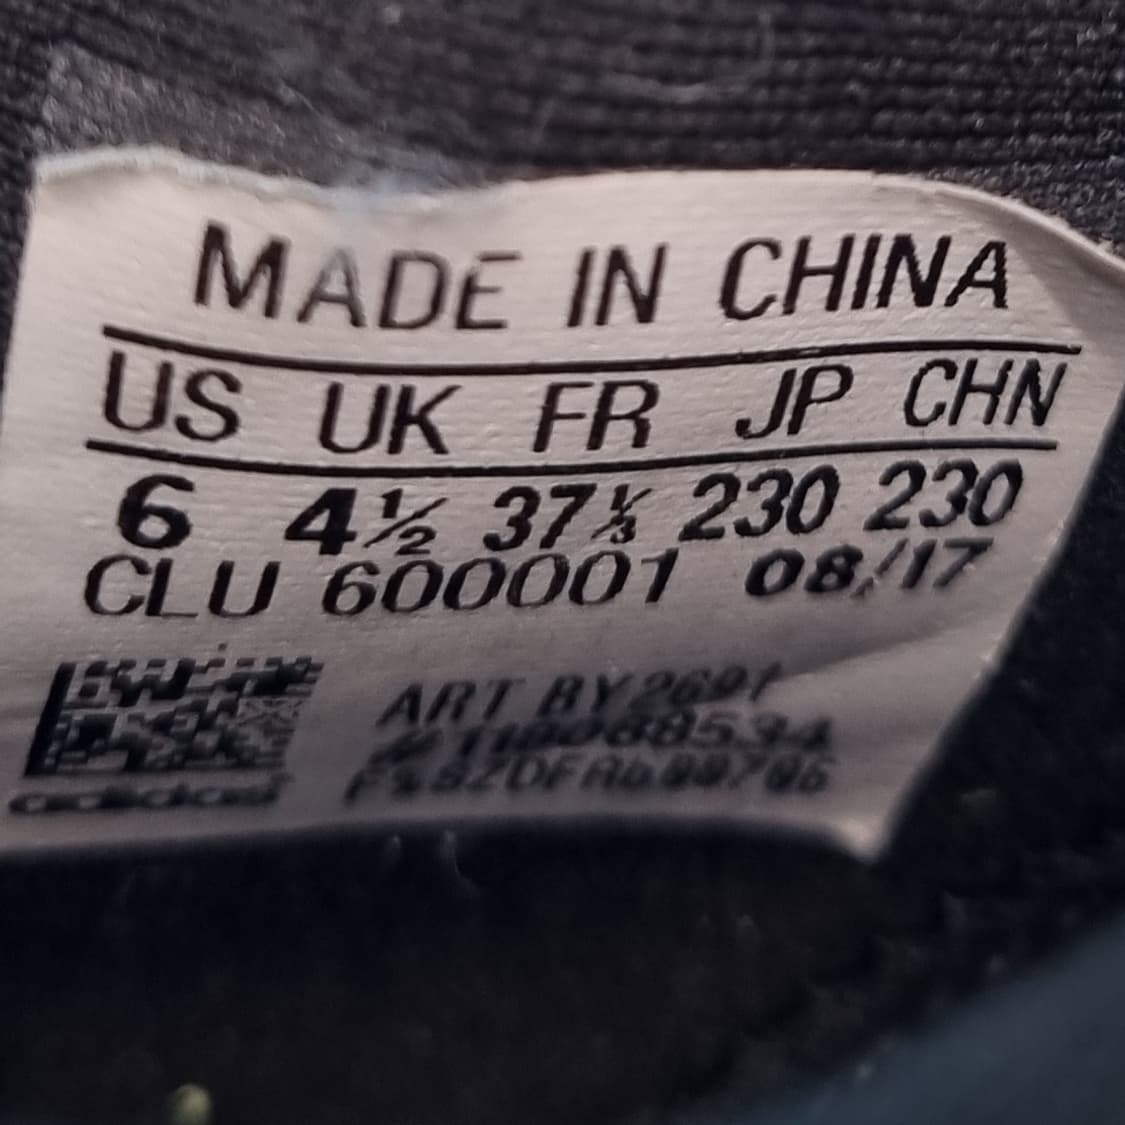 MADE IN CHINA
US UK FR JP CHN
6 4½ 37⅓ 230 230
CLU 600001 08/17
ART BY2691
adidas